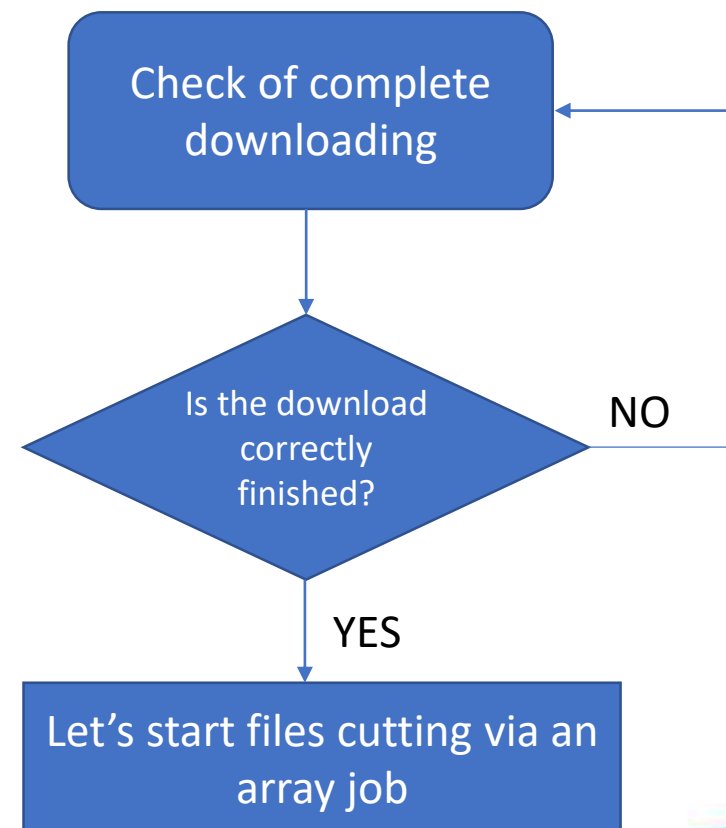 Check of complete
downloading
Is the download
correctly
finished?
NO
YES
Let’s start files cutting via an
array job